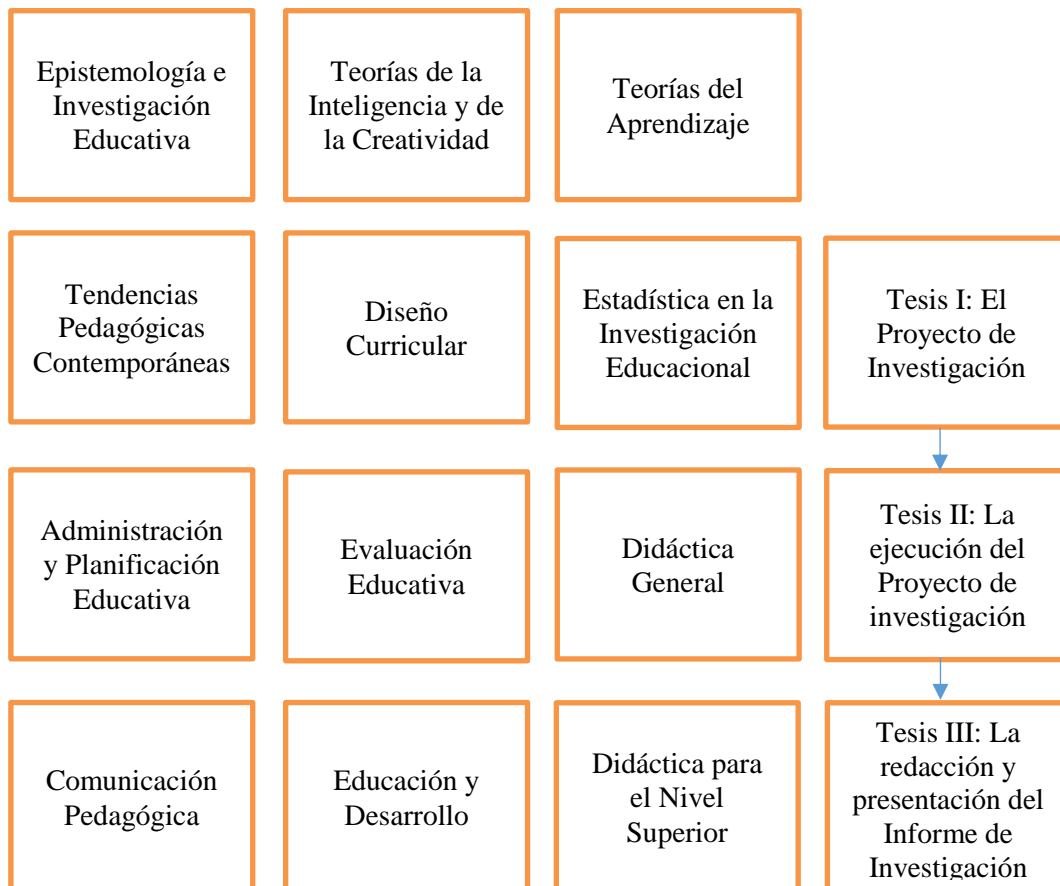 Epistemología e
Investigación
Educativa
Teorías de la
Inteligencia y de
la Creatividad
Teorías del
Aprendizaje
Tendencias
Pedagógicas
Contemporáneas
Diseño
Curricular
Estadística en la
Investigación
Educacional
Tesis I: El
Proyecto de
Investigación
Administración
y Planificación
Educativa
Evaluación
Educativa
Didáctica
General
Tesis II: La
ejecución del
Proyecto de
investigación
Comunicación
Pedagógica
Educación y
Desarrollo
Didáctica para
el Nivel
Superior
Tesis III: La
redacción y
presentación del
Informe de
Investigación